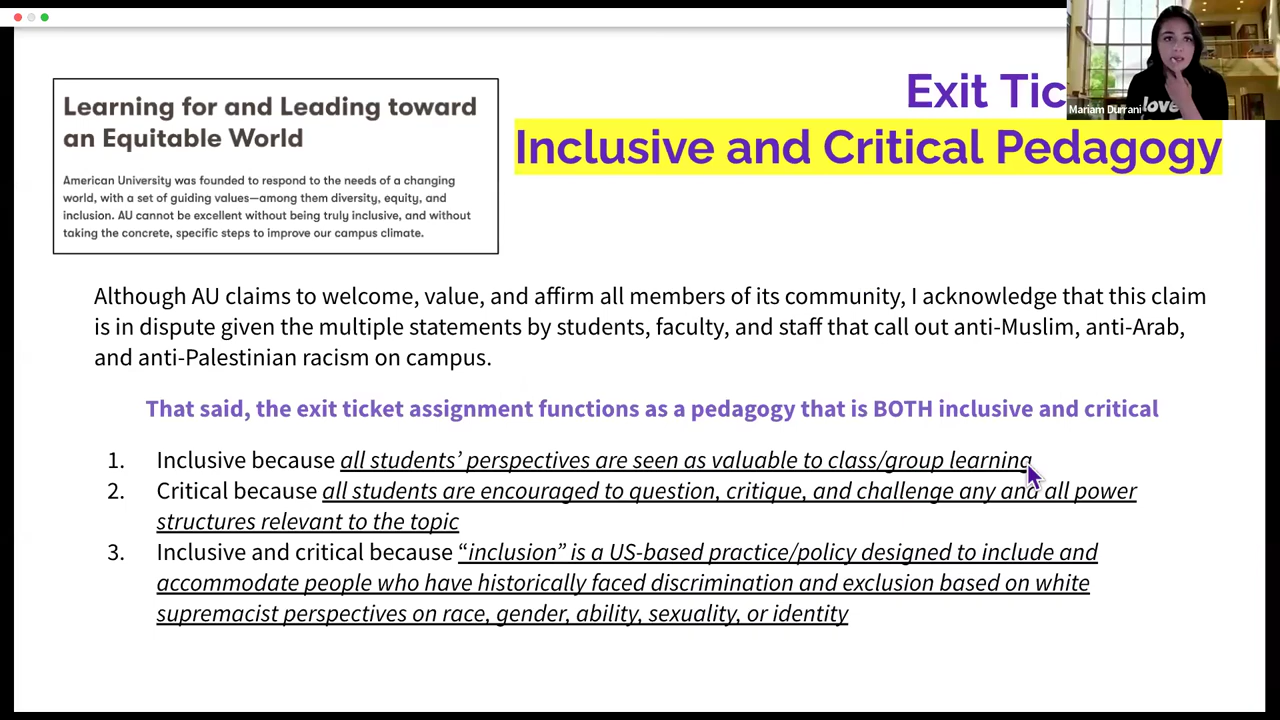 Learning for and Leading toward
an Equitable World
American University was founded to respond to the needs of a changing
world, with a set of guiding values—among them diversity, equity, and
inclusion. AU cannot be excellent without being truly inclusive, and without
taking the concrete, specific steps to improve our campus climate.
Exit Tic
Inclusive and Critical Pedagogy
Mariam Durrani
love
Although AU claims to welcome, value, and affirm all members of its community, I acknowledge that this claim
is in dispute given the multiple statements by students, faculty, and staff that call out anti-Muslim, anti-Arab,
and anti-Palestinian racism on campus.
That said, the exit ticket assignment functions as a pedagogy that is BOTH inclusive and critical
1. Inclusive because all students’ perspectives are seen as valuable to class/group learning
2. Critical because all students are encouraged to question, critique, and challenge any and all power
structures relevant to the topic
3. Inclusive and critical because “inclusion” is a US-based practice/policy designed to include and
accommodate people who have historically faced discrimination and exclusion based on white
supremacist perspectives on race, gender, ability, sexuality, or identity